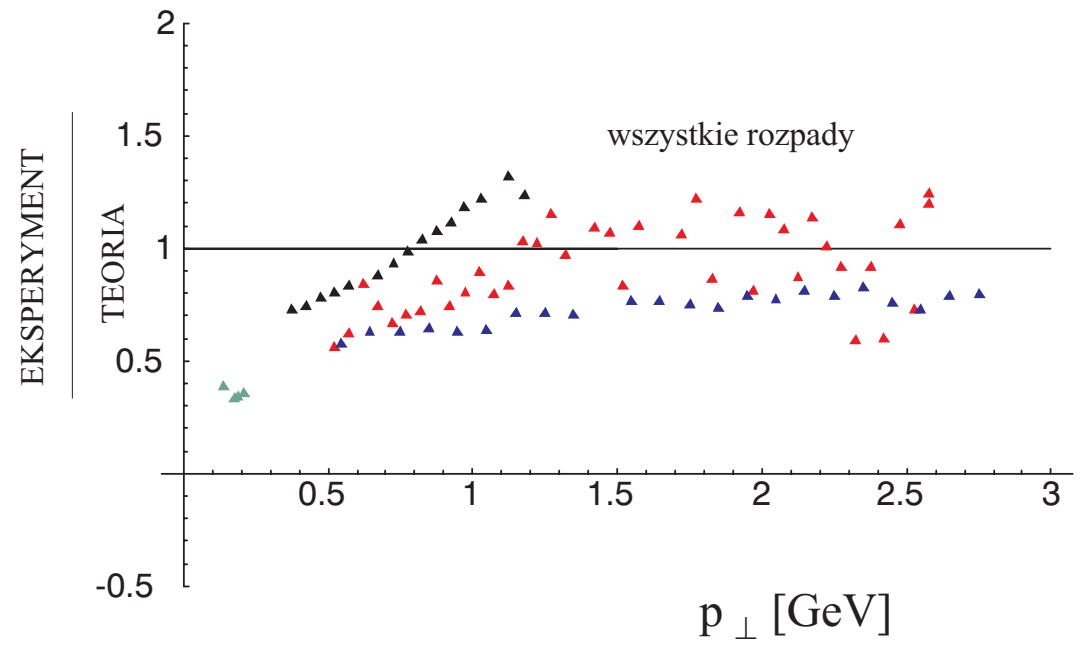 2
1.5
1
0.5
-0.5
EKSPERYMENT
TEORIA
wszystkie rozpady
0.5 1 1.5 2 2.5 3
p ⊥ [GeV]